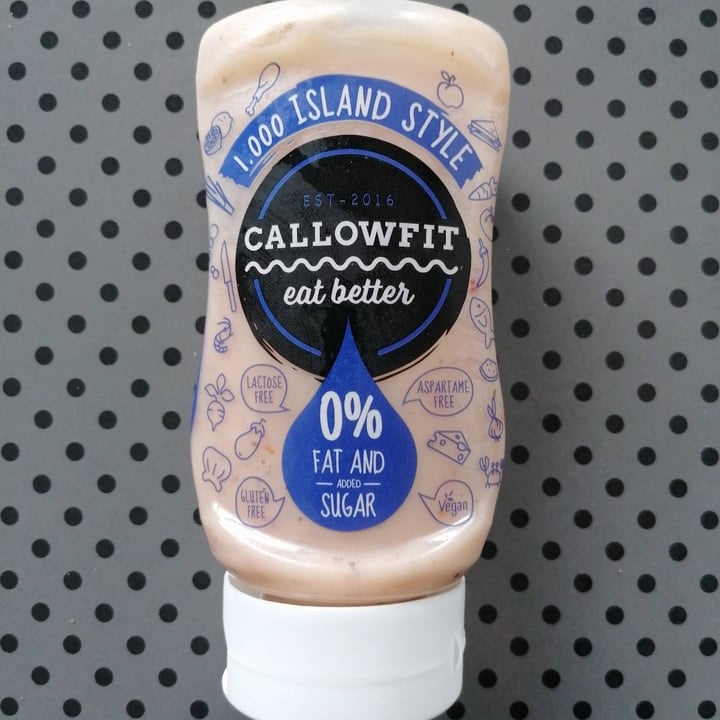 1.000 ISLAND STYLE
EST-2016
CALLOWFIT
eat better
LACTOSE
FREE
ASPARTAME
FREE
0%
FAT AND
ADDED
SUGAR
GLUTEN
FREE
Vegan